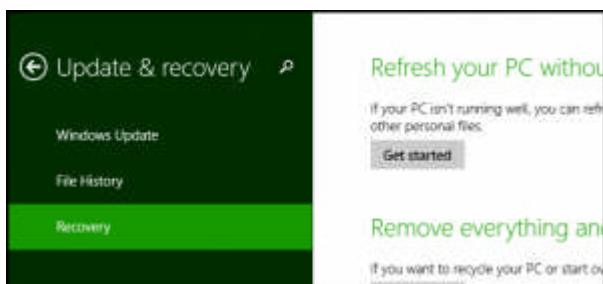 Update & recovery
Windows Update
File History
Recovery
Refresh your PC withou
If your PC isn't running well, you can refr
other personal files.
Get started
Remove everything an
If you want to recycle your PC or start ov